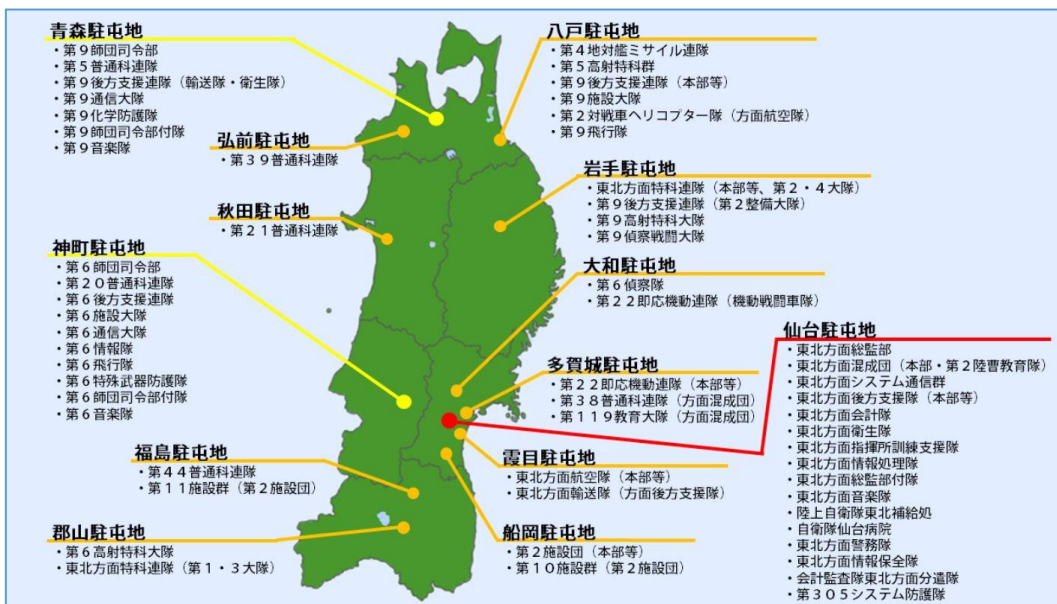 青森駐屯地
・第９師団司令部
・第５普通科連隊
・第９後方支援連隊（輸送隊・衛生隊）
・第９通信大隊
・第９化学防護隊
・第９師団司令部付隊
・第９音楽隊
弘前駐屯地
・第３９普通科連隊
秋田駐屯地
・第２１普通科連隊
神町駐屯地
・第６師団司令部
・第２０普通科連隊
・第６後方支援連隊
・第６施設大隊
・第６通信大隊
・第６情報隊
・第６飛行隊
・第６特殊武器防護隊
・第６師団司令部付隊
・第６音楽隊
福島駐屯地
・第４４普通科連隊
・第１１施設群（第２施設団）
郡山駐屯地
・第６高射特科大隊
・東北方面特科連隊（第１・３大隊）
八戸駐屯地
・第４地対艦ミサイル連隊
・第５高射特科群
・第９後方支援連隊（本部等）
・第９施設大隊
・第２対戦車ヘリコプター隊（方面航空隊）
・第９飛行隊
岩手駐屯地
・東北方面特科連隊（本部等、第２・４大隊）
・第９後方支援連隊（第２整備大隊）
・第９高射特科大隊
・第９偵察戦闘大隊
大和駐屯地
・第６偵察隊
・第２２即応機動連隊（機動戦闘車隊）
多賀城駐屯地
・第２２即応機動連隊（本部等）
・第３８普通科連隊（方面混成団）
・第１１９教育大隊（方面混成団）
霞目駐屯地
・東北方面航空隊（本部等）
・東北方面輸送隊（方面後方支援隊）
船岡駐屯地
・第２施設団（本部等）
・第１０施設群（第２施設団）
仙台駐屯地
・東北方面総監部
・東北方面混成団（本部・第２陸曹教育隊）
・東北方面システム通信群
・東北方面後方支援隊（本部等）
・東北方面会計隊
・東北方面衛生隊
・東北方面指揮所訓練支援隊
・東北方面情報処理隊
・東北方面総監部付隊
・東北方面音楽隊
・陸上自衛隊東北補給処
・自衛隊仙台病院
・東北方面警務隊
・東北方面情報保全隊
・会計監査隊東北方面分遣隊
・第３０５システム防護隊